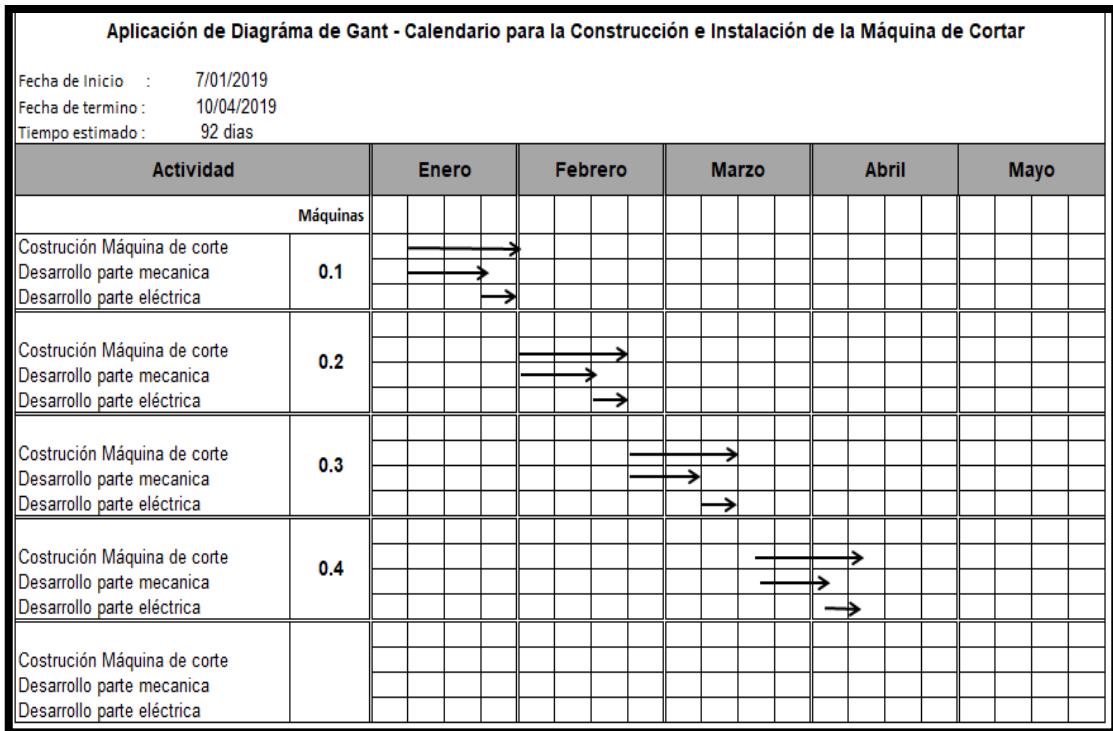 Aplicación de Diagráma de Gant - Calendario para la Construcción e Instalación de la Máquina de Cortar
Fecha de Inicio : 7/01/2019
Fecha de termino : 10/04/2019
Tiempo estimado : 92 dias
Actividad Enero Febrero Marzo Abril Mayo
Máquinas
Costrución Máquina de corte
Desarrollo parte mecanica 0.1
Desarrollo parte eléctrica
Costrución Máquina de corte
Desarrollo parte mecanica 0.2
Desarrollo parte eléctrica
Costrución Máquina de corte
Desarrollo parte mecanica 0.3
Desarrollo parte eléctrica
Costrución Máquina de corte
Desarrollo parte mecanica 0.4
Desarrollo parte eléctrica
Costrución Máquina de corte
Desarrollo parte mecanica
Desarrollo parte eléctrica